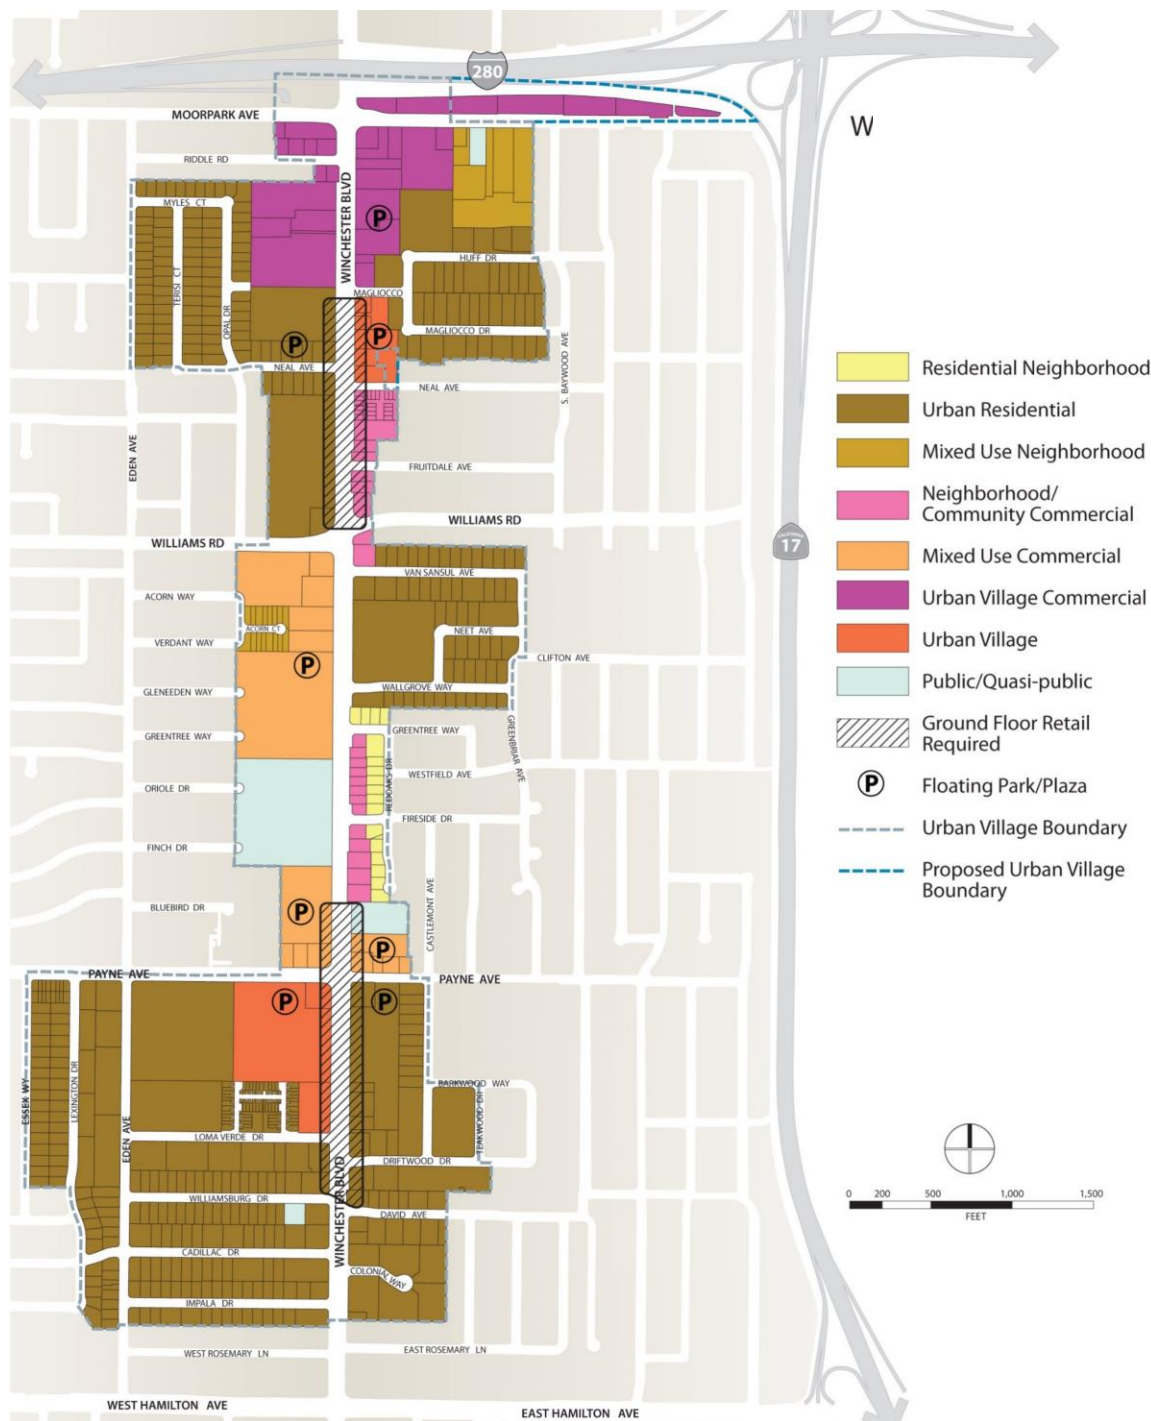 280
MOORPARK AVE
W
RIDDLE RD
WINCHESTER BLVD
MYLES CT
P
TERISI CT
OPAL DR
HUFF DR
MAGLIOCCO
MAGLIOCCO DR
P
P
NEAL AVE
NEAL AVE
S. BAYWOOD AVE
EDEN AVE
FRUITDALE AVE
WILLIAMS RD
WILLIAMS RD
CALIFORNIA
17
VAN SANSUL AVE
ACORN WAY
ACORN CT
NEET AVE
VERDANT WAY
CLIFTON AVE
P
GLENEEDEN WAY
WALLGROVE WAY
GREENTREE WAY
GREENTREE WAY
GREENBRIAR AVE
REDOAKS DR
WESTFIELD AVE
ORIOLE DR
FIRESIDE DR
FINCH DR
CASTLEMONT AVE
BLUEBIRD DR
P
P
PAYNE AVE
PAYNE AVE
P
P
ESSEX WY
LEXINGTON DR
EDEN AVE
BARKWOOD WAY
TEAKWOOD DR
LOMA VERDE DR
DRIFTWOOD DR
WINCHESTER BLVD
WILLIAMSBURG DR
DAVID AVE
CADILLAC DR
COLONIAL WAY
IMPALA DR
WEST ROSEMARY LN
EAST ROSEMARY LN
WEST HAMILTON AVE
EAST HAMILTON AVE
Residential Neighborhood
Urban Residential
Mixed Use Neighborhood
Neighborhood/
Community Commercial
Mixed Use Commercial
Urban Village Commercial
Urban Village
Public/Quasi-public
Ground Floor Retail
Required
P
Floating Park/Plaza
Urban Village Boundary
Proposed Urban Village
Boundary
0 200 500 1,000 1,500
FEET